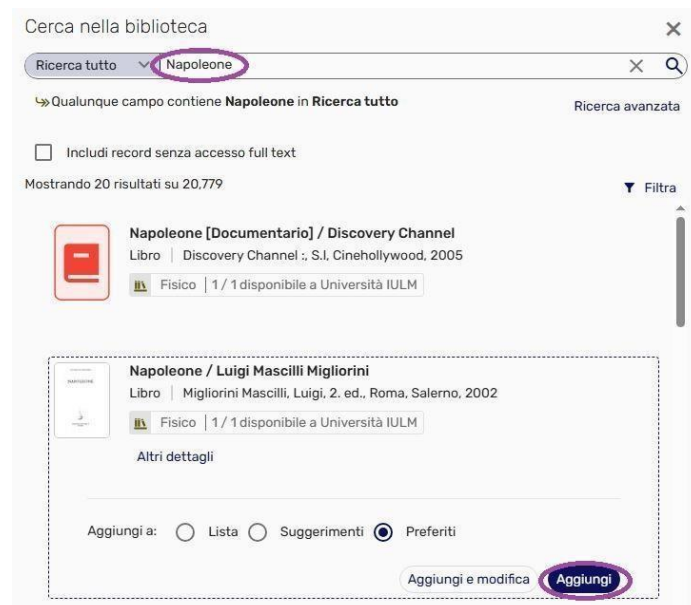 Cerca nella biblioteca
Ricerca tutto Napoleone
Qualunque campo contiene Napoleone in Ricerca tutto
Ricerca avanzata
Includi record senza accesso full text
Mostrando 20 risultati su 20,779
Filtra
Napoleone [Documentario] / Discovery Channel
Libro | Discovery Channel :, S.I, Cinehollywood, 2005
Fisico | 1 / 1 disponibile a Università IULM
NAPOLEONE
Napoleone / Luigi Mascilli Migliorini
Libro | Migliorini Mascilli, Luigi, 2. ed., Roma, Salerno, 2002
Fisico | 1 / 1 disponibile a Università IULM
Altri dettagli
Aggiungi a: Lista Suggerimenti Preferiti
Aggiungi e modifica Aggiungi